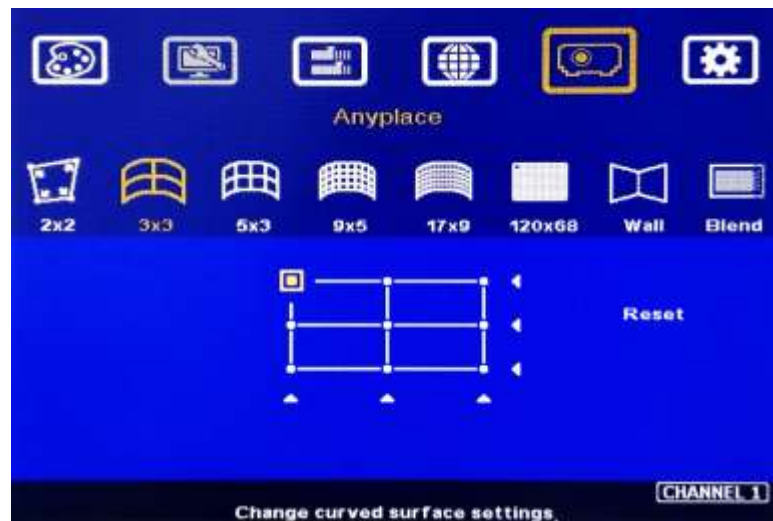 Anyplace
2x2 3x3 5x3 9x5 17x9 120x68 Wall Blend
Reset
CHANNEL 1
Change curved surface settings